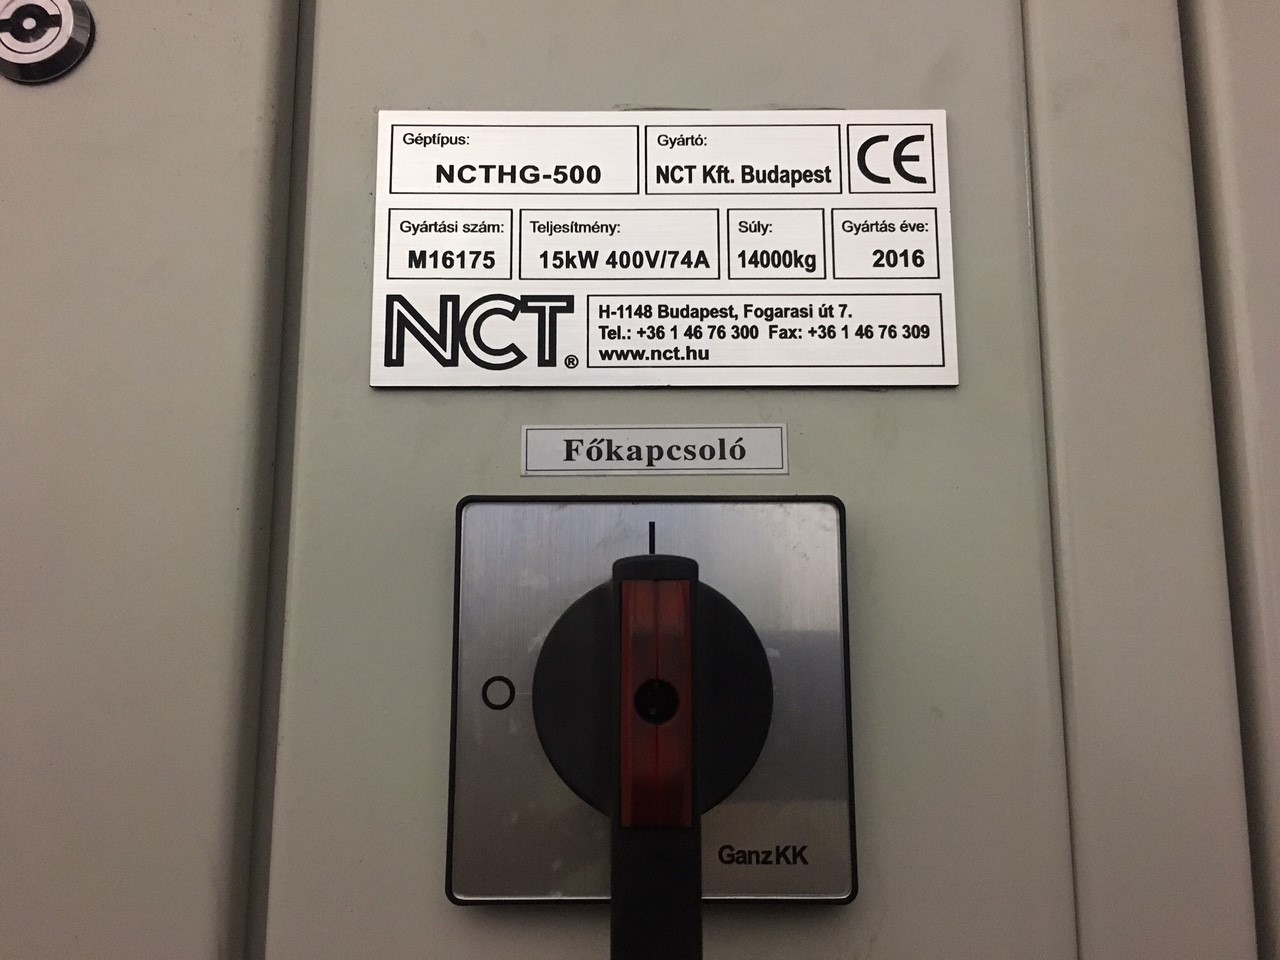 Géptípus:
NCTHG-500
Gyártó:
NCT Kft. Budapest
CE
Gyártási szám:
M16175
Teljesítmény:
15kW 400V/74A
Súly:
14000kg
Gyártás éve:
2016
NCT®
H-1148 Budapest, Fogarasi út 7.
Tel.: +36 1 46 76 300 Fax: +36 1 46 76 309
www.nct.hu
Főkapcsoló
I
O
GanzKK